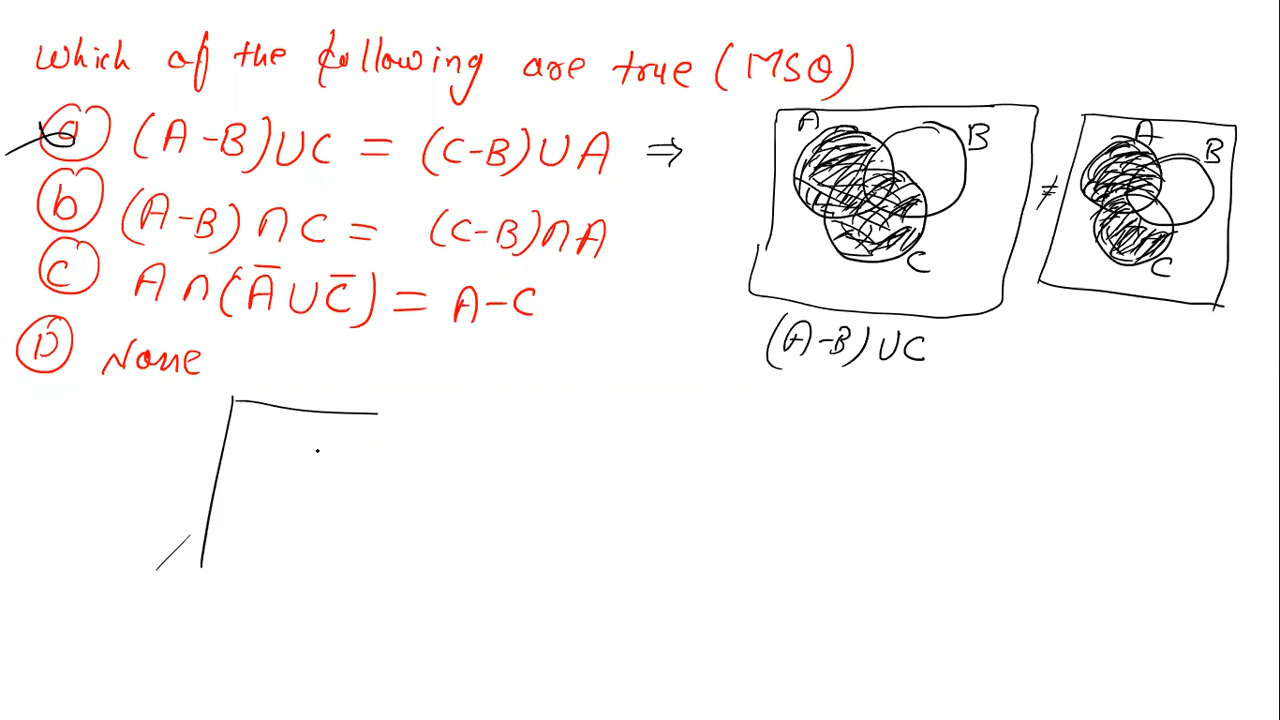 Which of the following are true (MSQ)
a (A-B)∪C = (C-B)∪A ⇒
b (A-B)∩C = (C-B)∩A
c A∩(A̅∪C̅) = A-C
D None
A B C
≠
A B C
(A-B)∪C